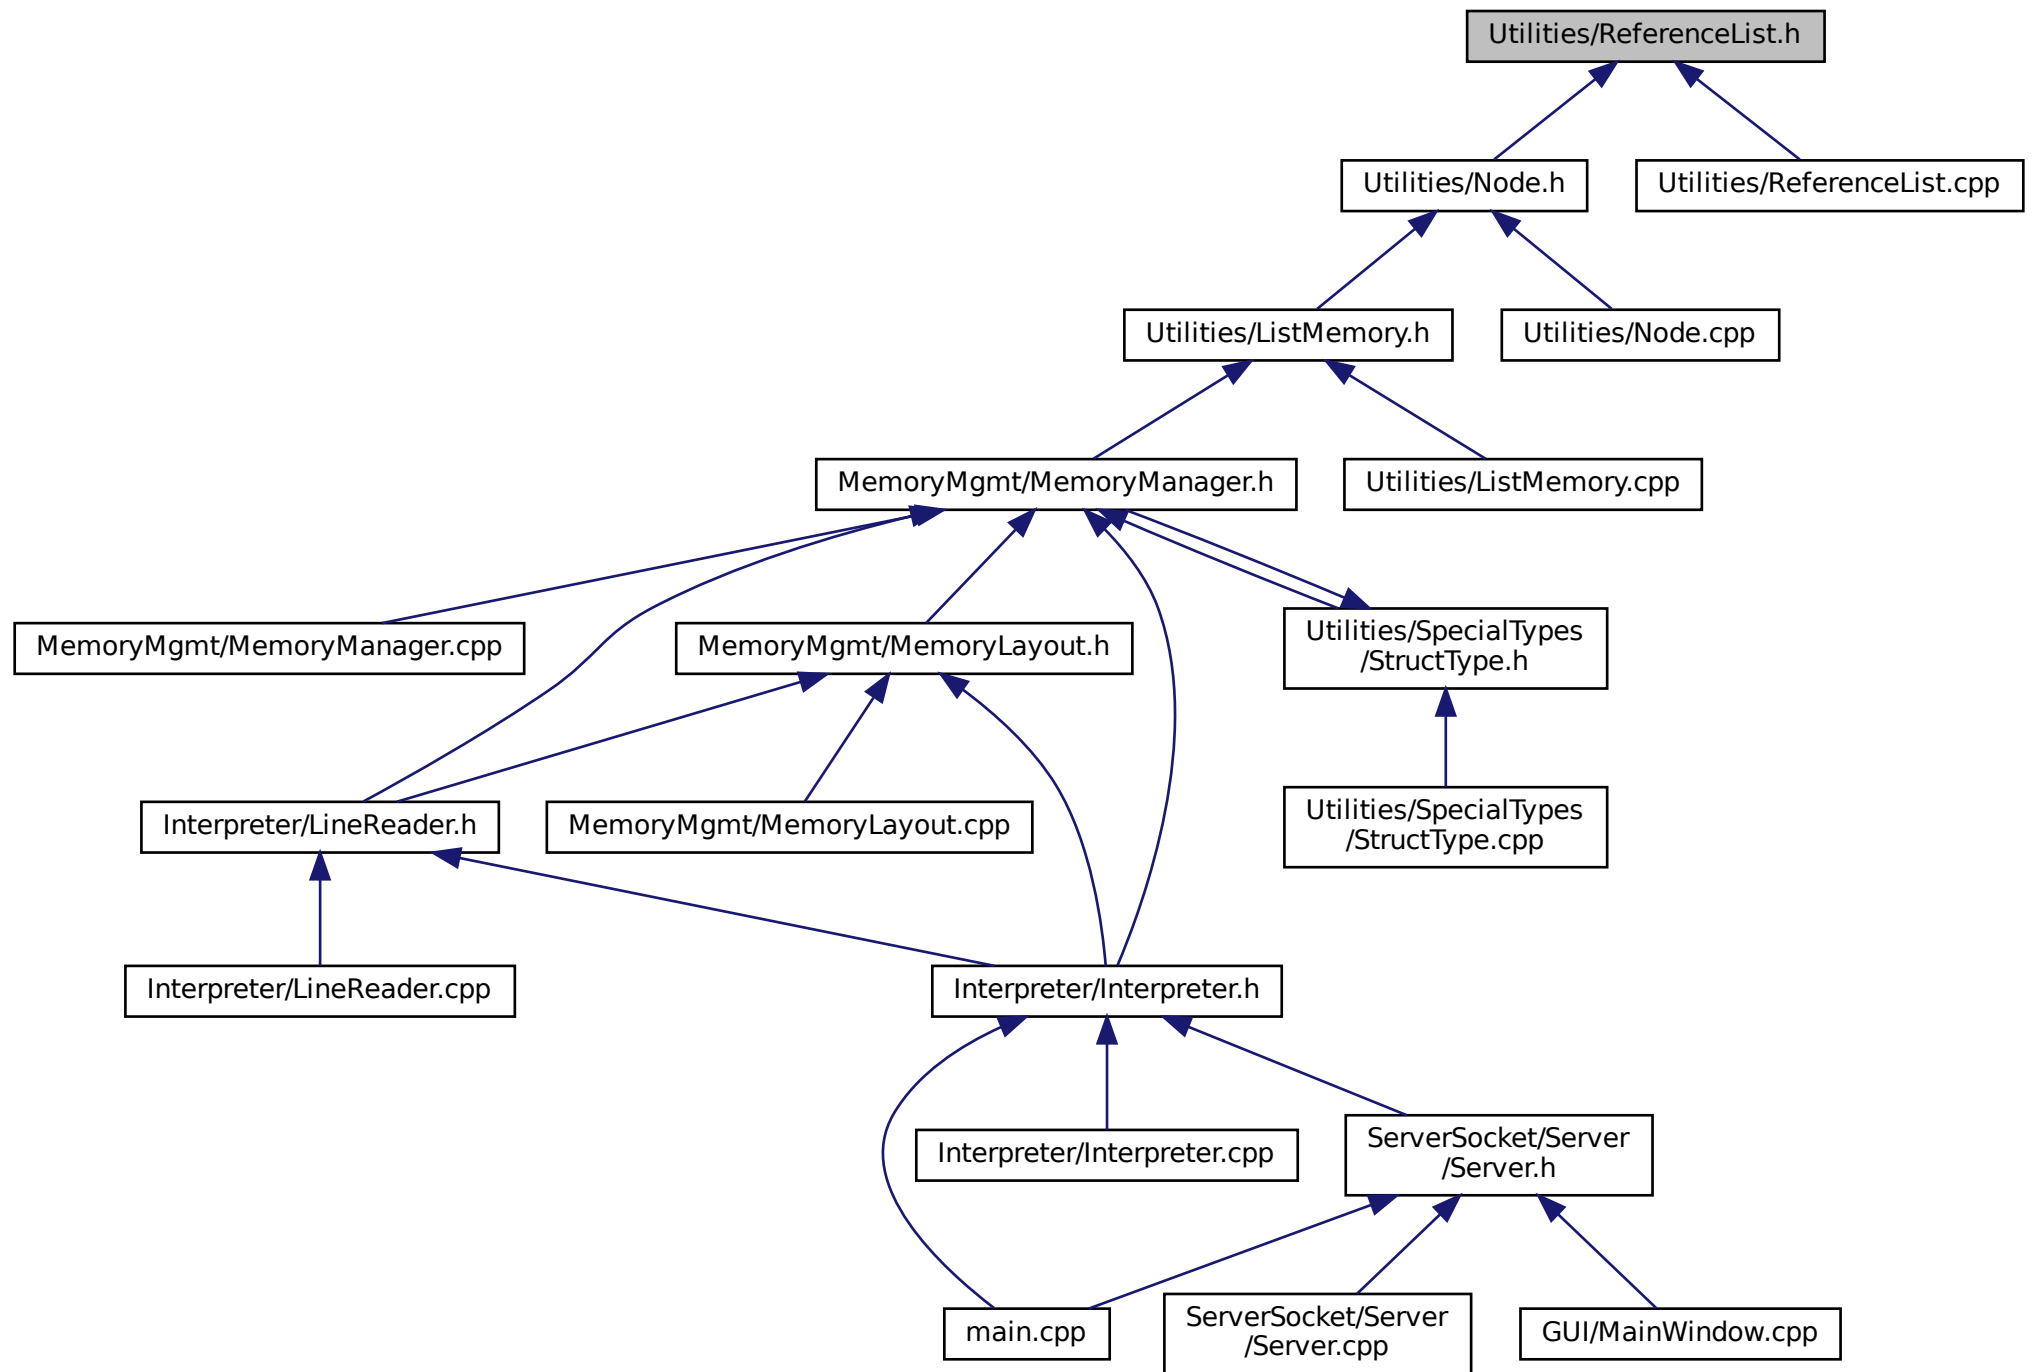 Utilities/ReferenceList.h
Utilities/Node.h
Utilities/ReferenceList.cpp
Utilities/ListMemory.h
Utilities/Node.cpp
MemoryMgmt/MemoryManager.h
Utilities/ListMemory.cpp
MemoryMgmt/MemoryManager.cpp
MemoryMgmt/MemoryLayout.h
Utilities/SpecialTypes
/StructType.h
Interpreter/LineReader.h
MemoryMgmt/MemoryLayout.cpp
Utilities/SpecialTypes
/StructType.cpp
Interpreter/LineReader.cpp
Interpreter/Interpreter.h
Interpreter/Interpreter.cpp
ServerSocket/Server
/Server.h
main.cpp
ServerSocket/Server
/Server.cpp
GUI/MainWindow.cpp